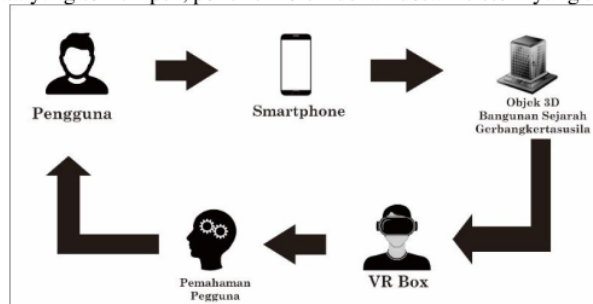 Pengguna
Smartphone
Objek 3D
Bangunan Sejarah
Gerbangkertasusila
VR Box
Pemahaman
Pegguna